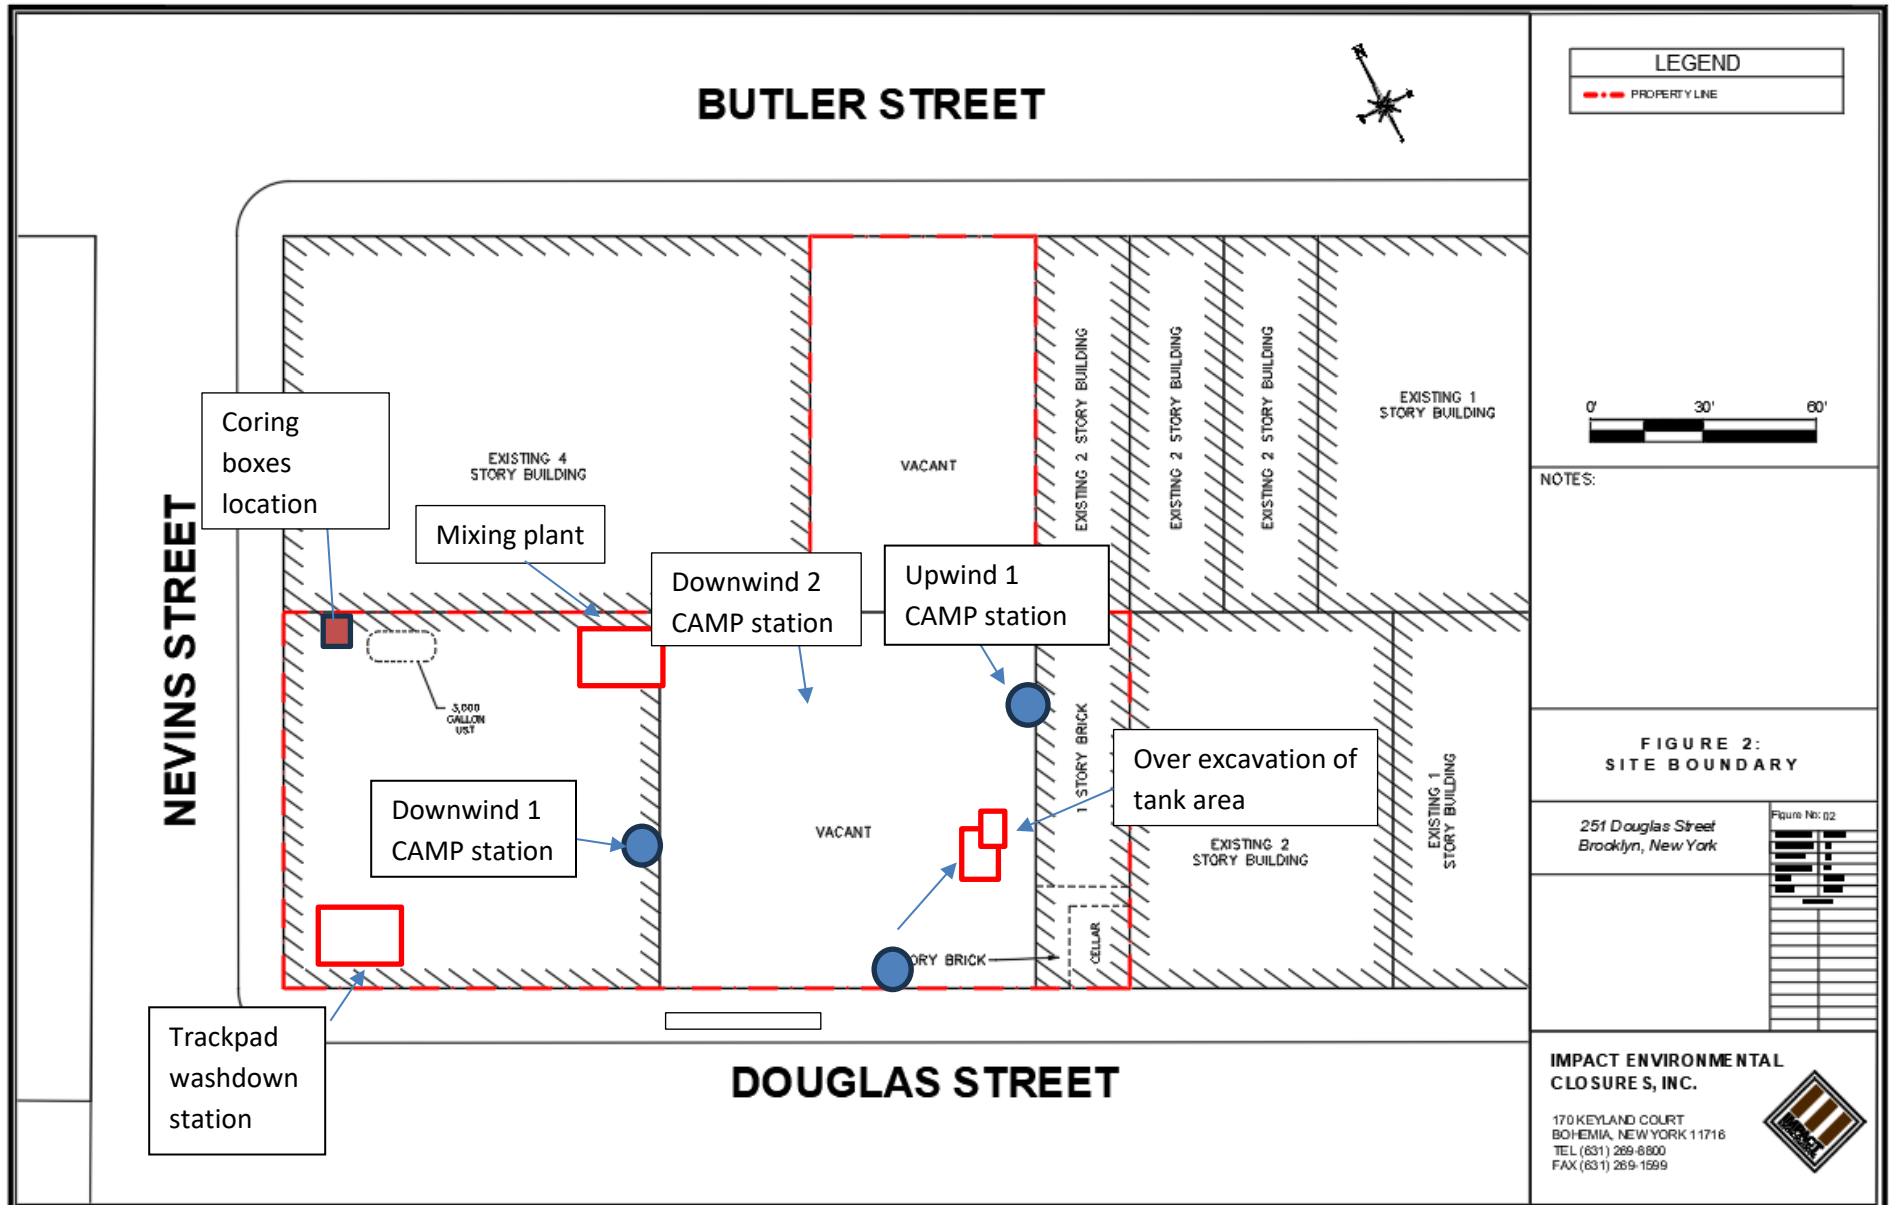 BUTLER STREET
N
LEGEND
PROPERTY LINE
0' 30' 60'
NOTES:
Coring
boxes
location
EXISTING 4
STORY BUILDING
Mixing plant
VACANT
EXISTING 2 STORY BUILDING
EXISTING 2 STORY BUILDING
EXISTING 2 STORY BUILDING
EXISTING 1
STORY BUILDING
NEVINS STREET
Downwind 2
CAMP station
Upwind 1
CAMP station
3,000
GALLON
UST
1 STORY BRICK
Over excavation of
tank area
Downwind 1
CAMP station
VACANT
EXISTING 2
STORY BUILDING
EXISTING 1
STORY BUILDING
ORY BRICK
CELLAR
Trackpad
washdown
station
DOUGLAS STREET
FIGURE 2:
SITE BOUNDARY
251 Douglas Street
Brooklyn, New York
Figure No: 02
IMPACT ENVIRONMENTAL
CLOSURES, INC.
170 KEYLAND COURT
BOHEMIA, NEW YORK 11716
TEL (631) 269-8800
FAX (631) 269-1599
IMPACT